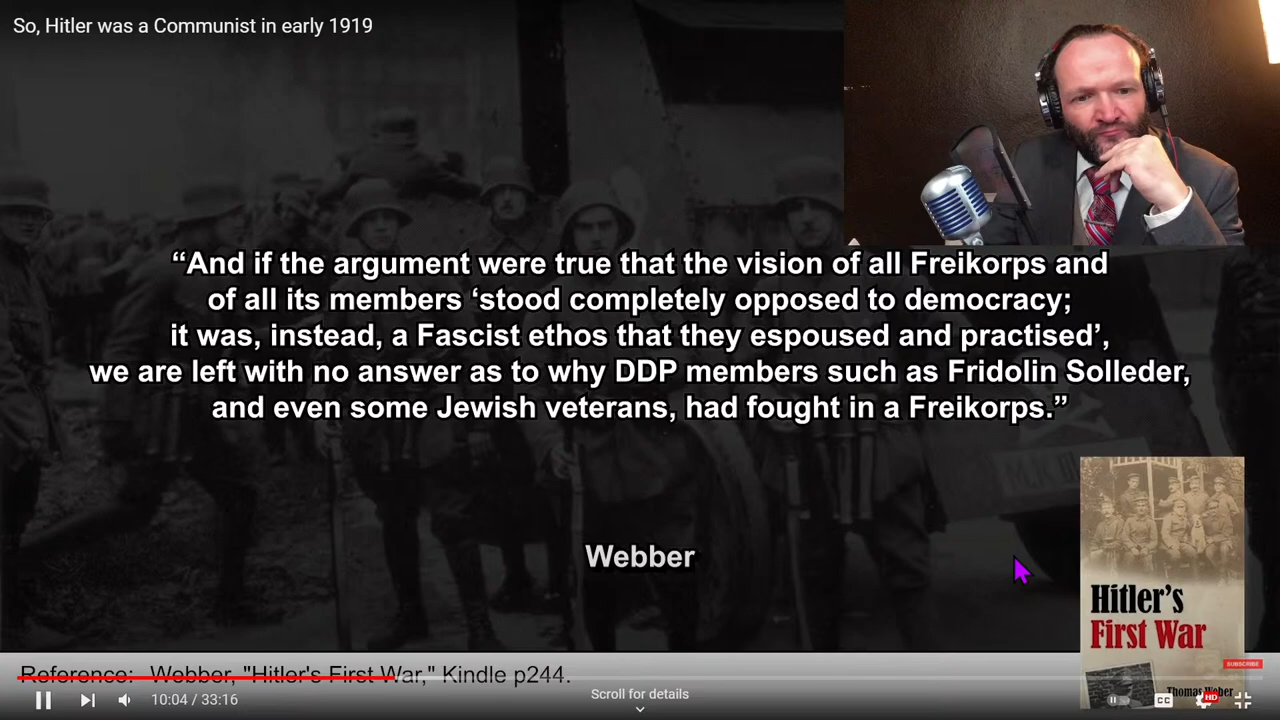 So, Hitler was a Communist in early 1919
“And if the argument were true that the vision of all Freikorps and
of all its members ‘stood completely opposed to democracy;
it was, instead, a Fascist ethos that they espoused and practised’,
we are left with no answer as to why DDP members such as Fridolin Solleder,
and even some Jewish veterans, had fought in a Freikorps.”
Webber
Hitler's
First War
Thomas Weber
SUBSCRIBE
Reference: Webber, "Hitler's First War," Kindle p244.
10:04 / 33:16
Scroll for details
CC
HD